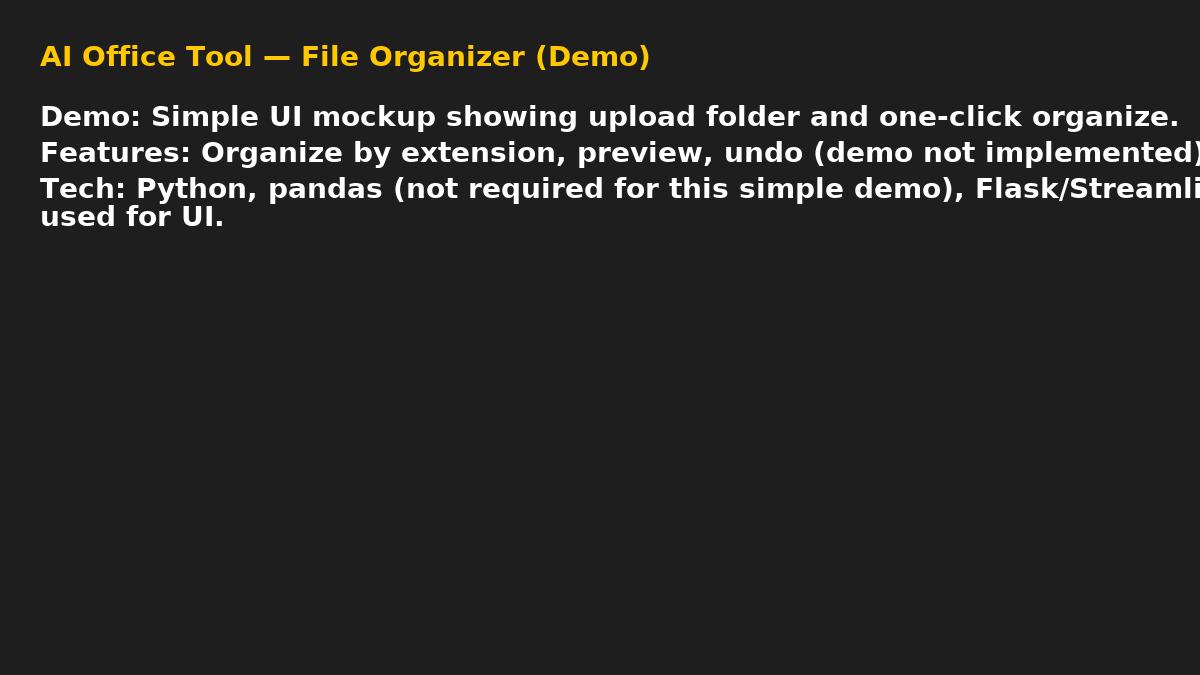 AI Office Tool — File Organizer (Demo)
Demo: Simple UI mockup showing upload folder and one-click organize.
Features: Organize by extension, preview, undo (demo not implemented)
Tech: Python, pandas (not required for this simple demo), Flask/Streamli
used for UI.